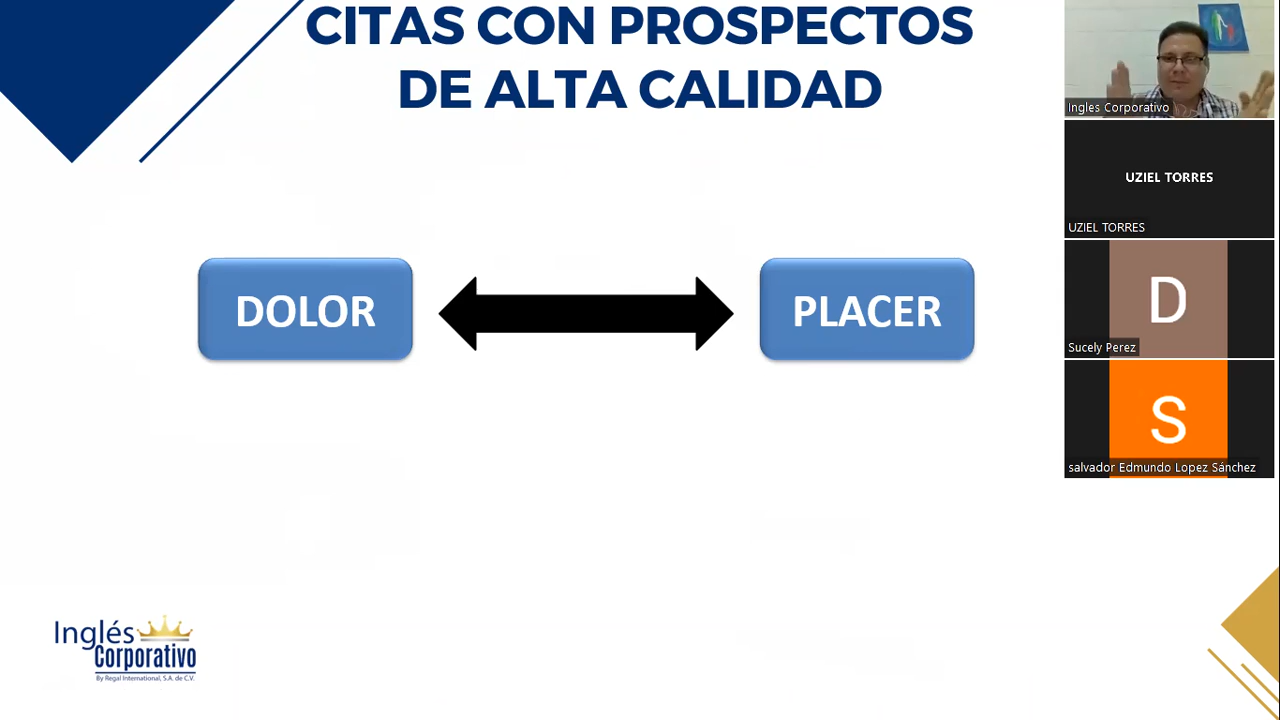 CITAS CON PROSPECTOS
DE ALTA CALIDAD
DOLOR
PLACER
Inglés
Corporativo
By Regal International, S.A. de C.V.
Ingles Corporativo
UZIEL TORRES
UZIEL TORRES
D
Sucely Perez
S
salvador Edmundo Lopez Sánchez